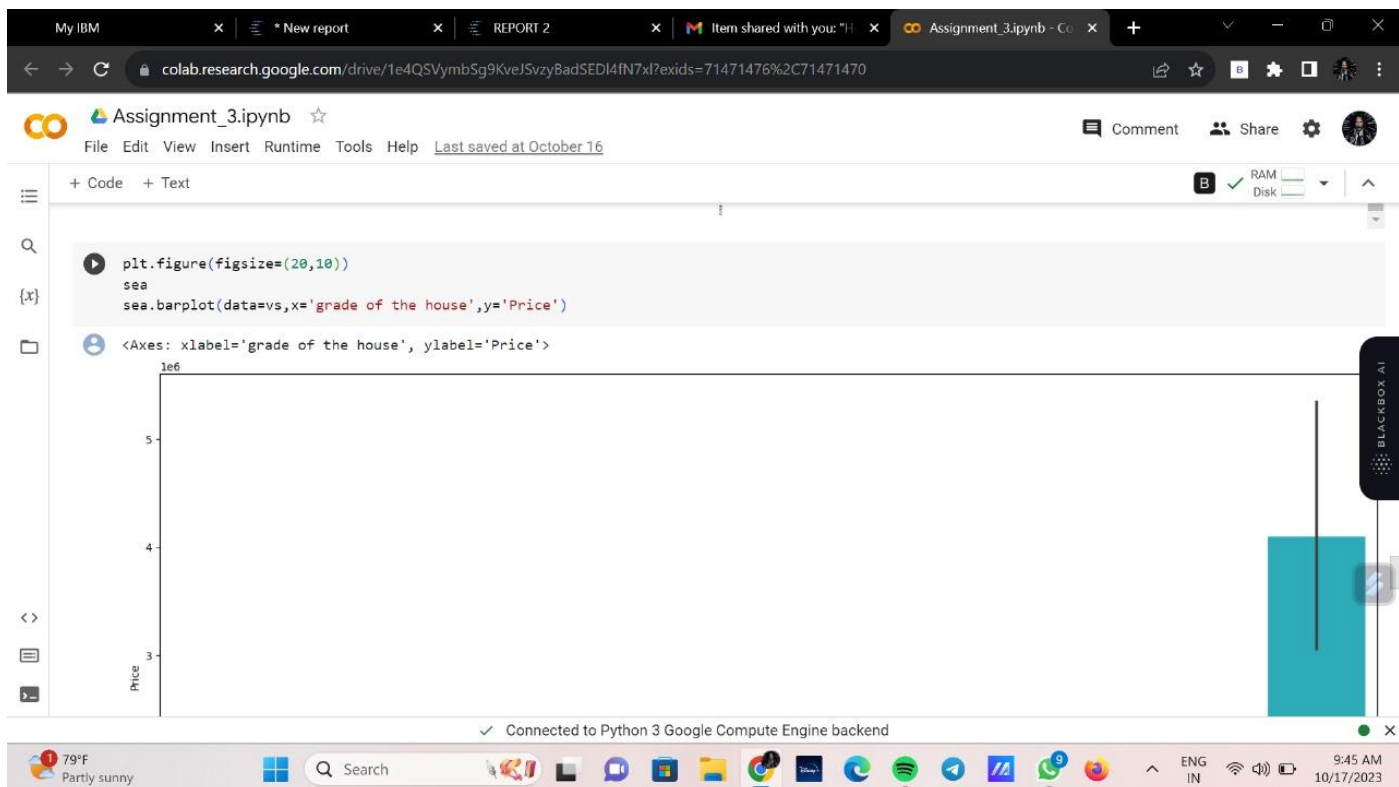 My IBM
* New report
REPORT 2
Item shared with you: "H
Assignment_3.ipynb - Co
colab.research.google.com/drive/1e4QSVymbSg9KveJSvzyBadSEDl4fN7xl?exids=71471476%2C71471470
CO
Assignment_3.ipynb
Comment
Share
File Edit View Insert Runtime Tools Help Last saved at October 16
+ Code + Text
B
RAM
Disk
{x}
plt.figure(figsize=(20,10))
sea
sea.barplot(data=vs,x='grade of the house',y='Price')
<Axes: xlabel='grade of the house', ylabel='Price'>
1e6
5
4
3
Price
BLACKBOX AI
Connected to Python 3 Google Compute Engine backend
1
79°F
Partly sunny
Search
9
ENG
IN
9:45 AM
10/17/2023